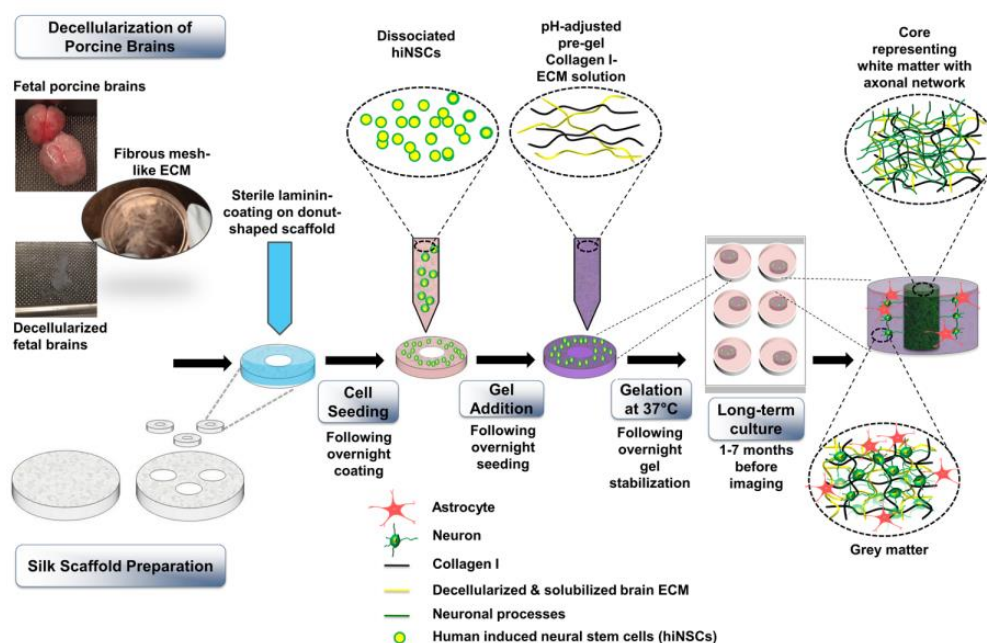 Decellularization of
Porcine Brains
Fetal porcine brains
Fibrous mesh-
like ECM
Decellularized
fetal brains
Sterile laminin-
coating on donut-
shaped scaffold
Dissociated
hiNSCs
pH-adjusted
pre-gel
Collagen I-
ECM solution
Core
representing
white matter with
axonal network
Cell
Seeding
Following
overnight
coating
Gel
Addition
Following
overnight
seeding
Gelation
at 37°C
Following
overnight
gel
stabilization
Long-term
culture
1-7 months
before
imaging
Grey matter
Silk Scaffold Preparation
Astrocyte
Neuron
Collagen I
Decellularized & solubilized brain ECM
Neuronal processes
Human induced neural stem cells (hiNSCs)